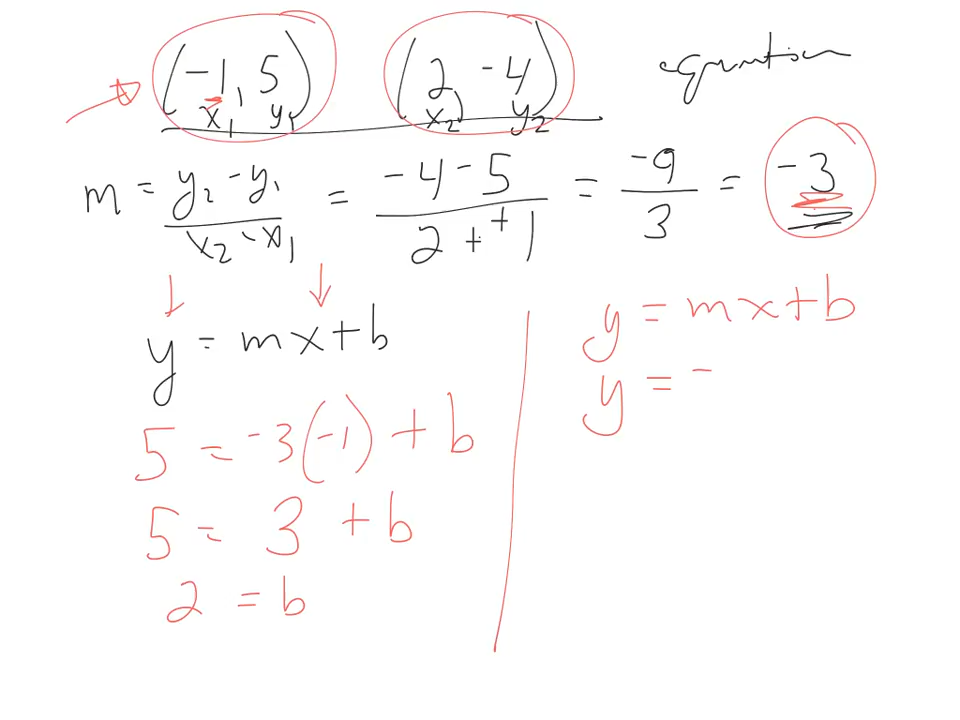 (-1, 5) (2, -4) equation
x₁ y₁ x₂ y₂
m = y₂ - y₁ / x₂ - x₁ = -4 - 5 / 2 + + 1 = -9 / 3 = -3
y = mx + b
5 = -3(-1) + b
5 = 3 + b
2 = b
y = mx + b
y = -